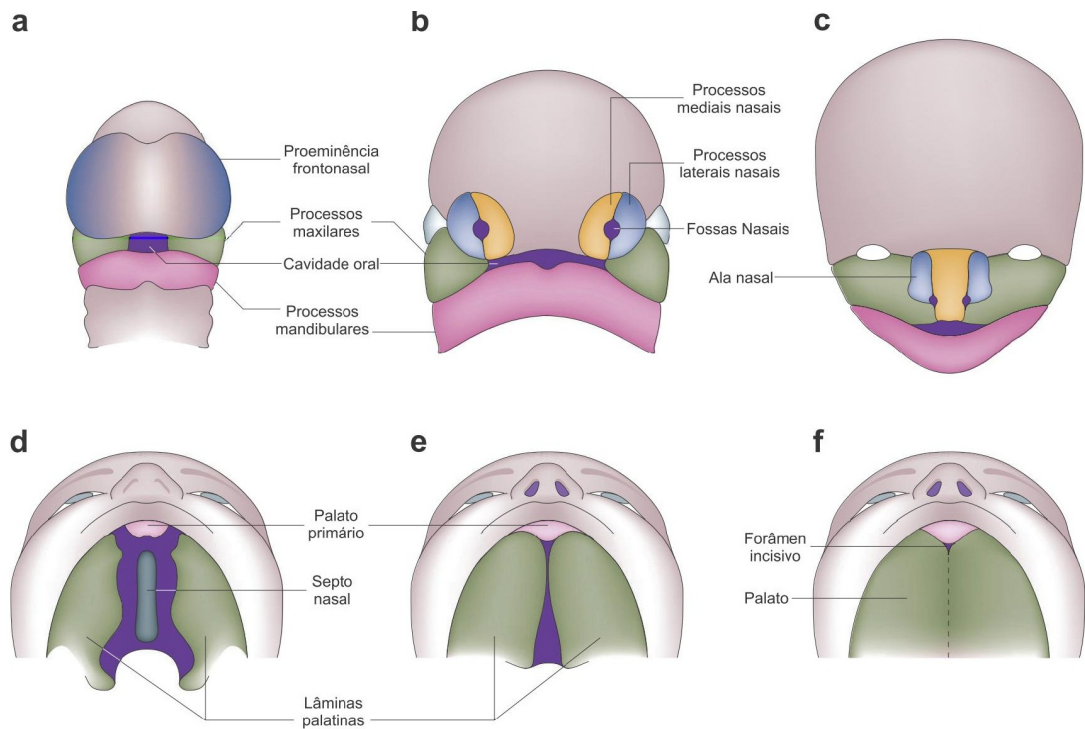 a
b
c
Proeminência
frontonasal
Processos
maxilares
Cavidade oral
Processos
mandibulares
Processos
mediais nasais
Processos
laterais nasais
Fossas Nasais
Ala nasal
d
e
f
Palato
primário
Septo
nasal
Lâminas
palatinas
Forâmen
incisivo
Palato